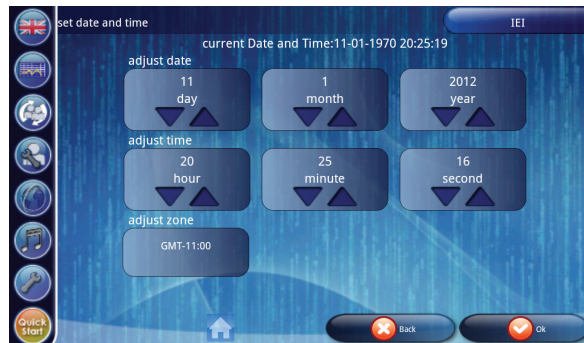 set date and time
IEI
current Date and Time:11-01-1970 20:25:19
adjust date
11 1 2012
day month year
adjust time
20 25 16
hour minute second
adjust zone
GMT-11:00
Quick
Start
Back Ok